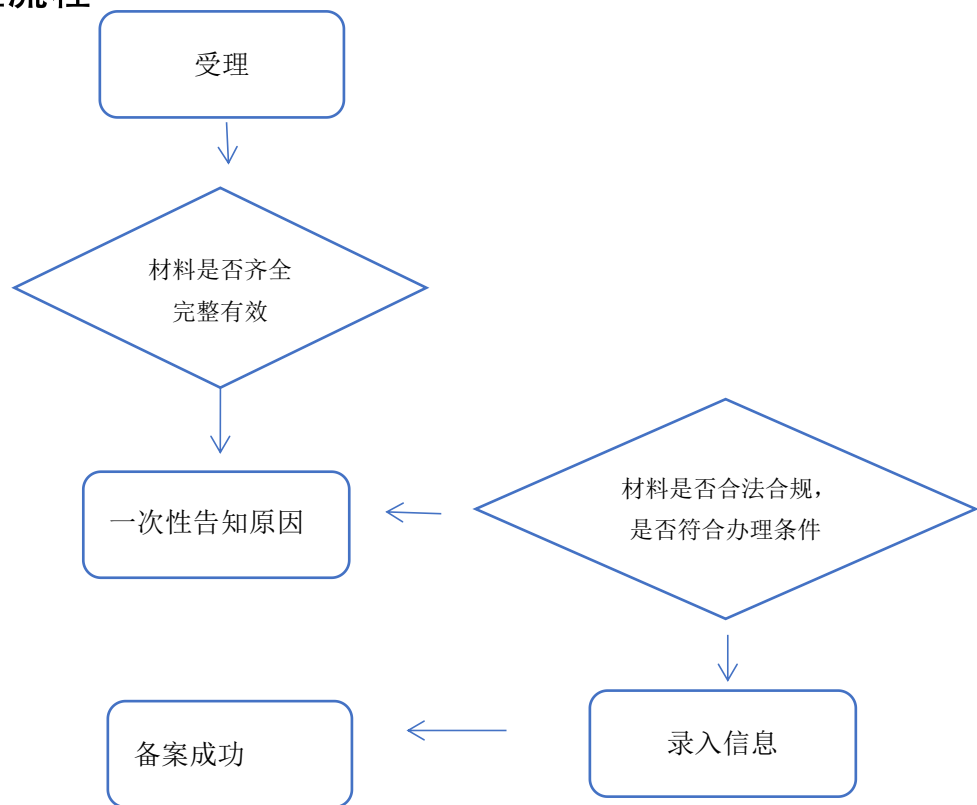 流程
受理
材料是否齐全
完整有效
材料是否合法合规，
是否符合办理条件
一次性告知原因
录入信息
备案成功